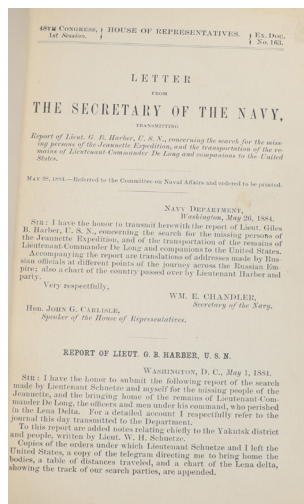 48TH CONGRESS, HOUSE OF REPRESENTATIVES. Ex. Doc.
1st Session. No. 163.
LETTER
FROM
THE SECRETARY OF THE NAVY,
TRANSMITTING
Report of Lieut. G. B. Harber, U. S. N., concerning the search for the miss-
ing persons of the Jeannette Expedition, and the transportation of the re-
mains of Lieutenant-Commander De Long and companions to the United
States.
MAY 28, 1884.—Referred to the Committee on Naval Affairs and ordered to be printed.
NAVY DEPARTMENT,
Washington, May 26, 1884.
SIR: I have the honor to transmit herewith the report of Lieut. Giles
B. Harber, U. S. N., concerning the search for the missing persons of
the Jeannette Expedition, and of the transportation of the remains of
Lieutenant-Commander De Long and companions to the United States.
Accompanying the report are translations of addresses made by Rus-
sian officials at different points of the journey across the Russian Em-
pire; also a chart of the country passed over by Lieutenant Harber and
party.
Very respectfully,
WM. E. CHANDLER,
Secretary of the Navy.
Hon. JOHN G. CARLISLE,
Speaker of the House of Representatives.
REPORT OF LIEUT. G. B. HARBER, U. S. N.
WASHINGTON, D. C., May 1, 1884.
SIR: I have the honor to submit the following report of the search
made by Lieutenant Schuetze and myself for the missing people of the
Jeannette, and the bringing home of the remains of Lieutenant-Com-
mander De Long, the officers and men under his command, who perished
in the Lena Delta. For a detailed account I respectfully refer to the
journal this day transmitted to the Department.
To this report are added notes relating chiefly to the Yakutsk district
and people, written by Lieut. W. H. Schuetze.
Copies of the orders under which Lieutenant Schuetze and I left the
United States, a copy of the telegram directing me to bring home the
bodies, a table of distances traveled, and a chart of the Lena delta,
showing the track of our search parties, are appended.